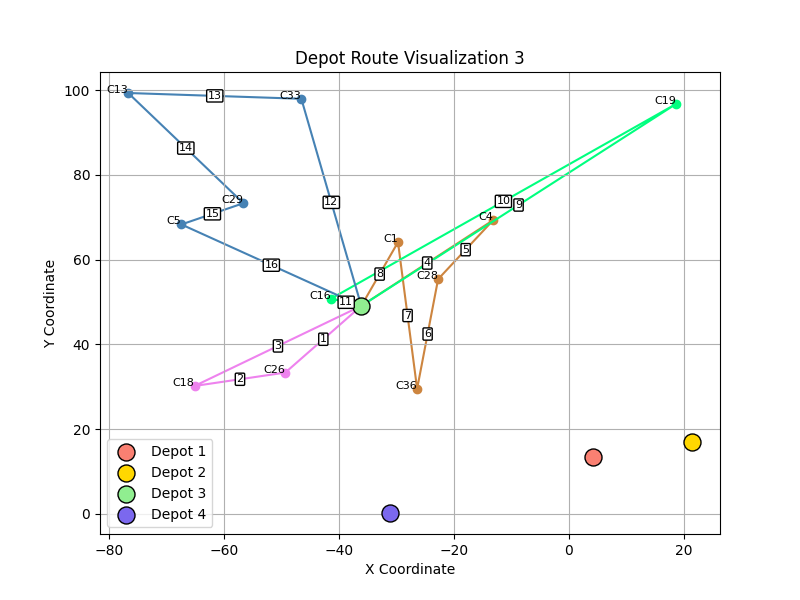 Depot Route Visualization 3
Y Coordinate
100
80
60
40
20
0
C13
13
C33
C19
14
C29
12
10
9
C5
15
C4
C1
5
16
4
8
C28
C16
11
7
6
1
3
C18
2
C26
C36
Depot 1
Depot 2
Depot 3
Depot 4
−80
−60
−40
−20
0
20
X Coordinate